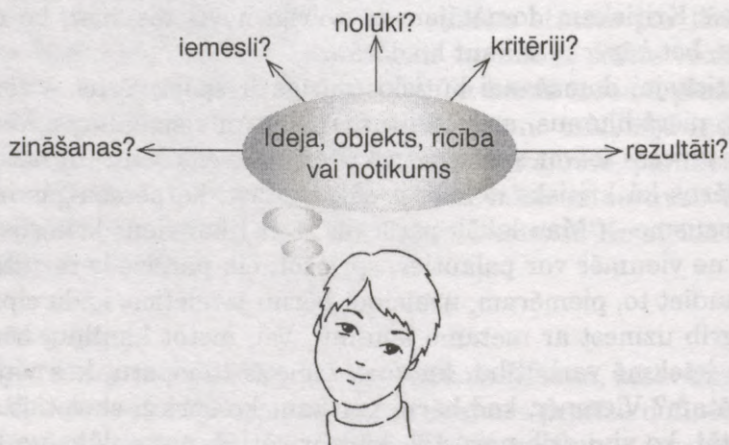 nolūki?
iemesli?
kritēriji?
Ideja, objekts, rīcība
zināšanas?
rezultāti?
vai notikums